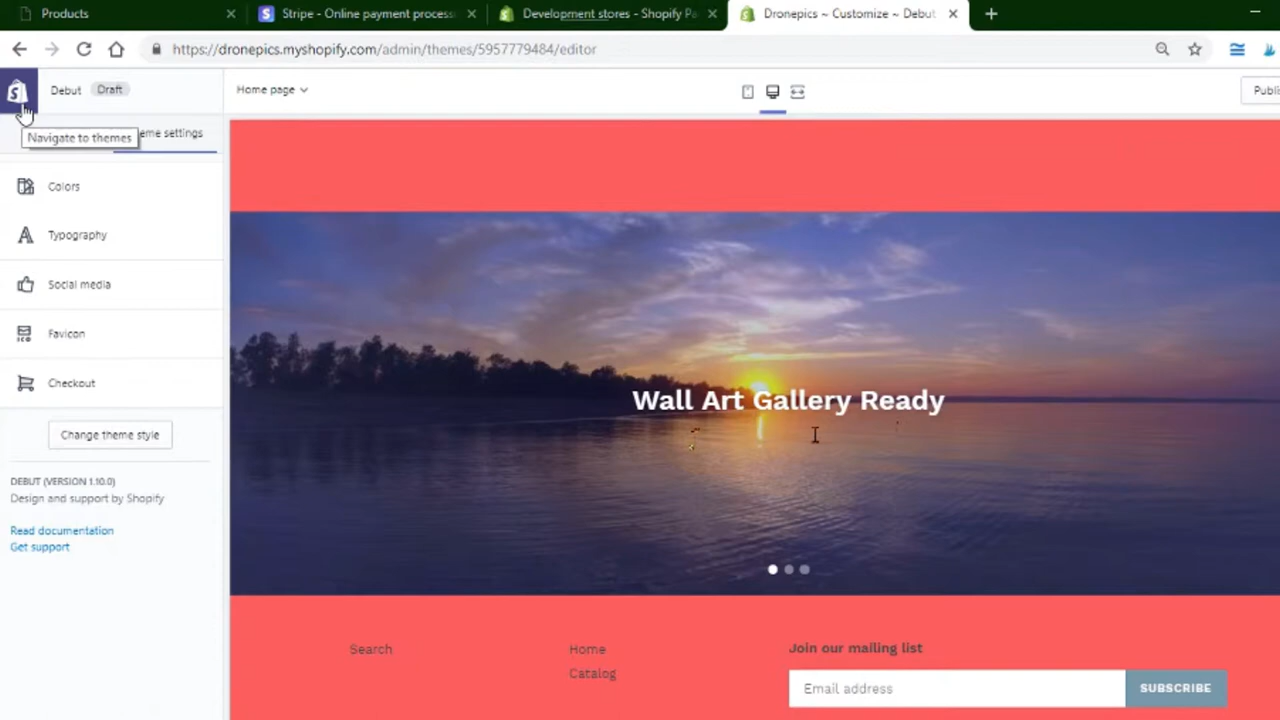 Products
Stripe - Online payment process
Development stores - Shopify Pa
Dronepics ~ Customize ~ Debut
https://dronepics.myshopify.com/admin/themes/5957779484/editor
Debut
Draft
Home page
Publi
Navigate to themes
eme settings
Colors
Typography
Social media
Favicon
Checkout
Change theme style
DEBUT (VERSION 1.10.0)
Design and support by Shopify
Read documentation
Get support
Wall Art Gallery Ready
Search
Home
Catalog
Join our mailing list
Email address
SUBSCRIBE